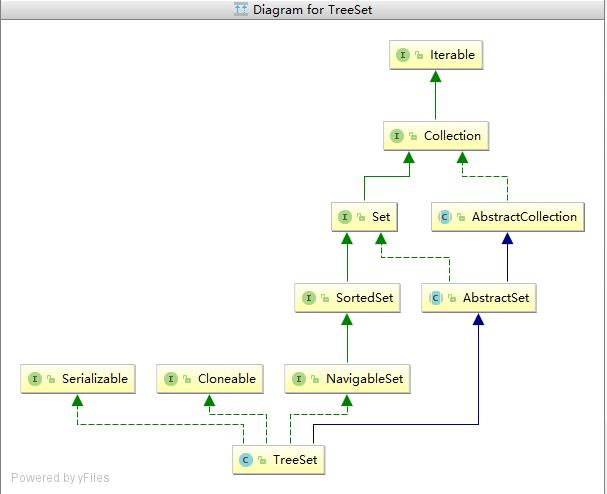 Diagram for TreeSet
I Iterable
I Collection
I Set
C AbstractCollection
I SortedSet
C AbstractSet
I Serializable
I Cloneable
I NavigableSet
C TreeSet
Powered by yFiles